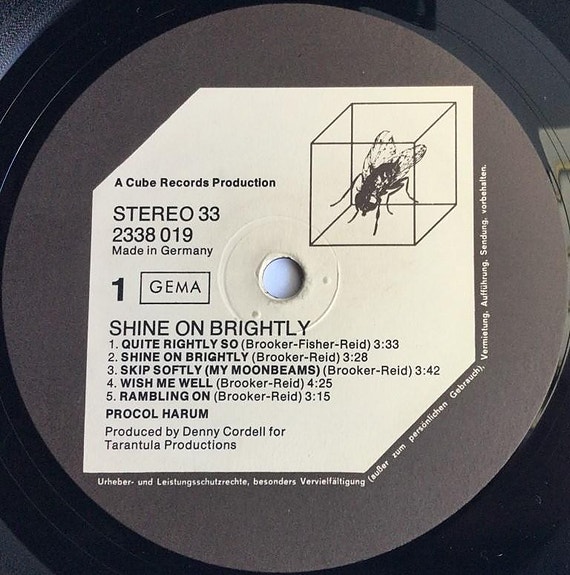 A Cube Records Production
STEREO 33
2338 019
Made in Germany
1 GEMA
SHINE ON BRIGHTLY
1. QUITE RIGHTLY SO (Brooker-Fisher-Reid) 3:33
2. SHINE ON BRIGHTLY (Brooker-Reid) 3:28
3. SKIP SOFTLY (MY MOONBEAMS) (Brooker-Reid) 3:42
4. WISH ME WELL (Brooker-Reid) 4:25
5. RAMBLING ON (Brooker-Reid) 3:15
PROCOL HARUM
Produced by Denny Cordell for
Tarantula Productions
Urheber- und Leistungsschutzrechte, besonders Vervielfältigung (außer zum persönlichen Gebrauch), Vermietung, Aufführung, Sendung, vorbehalten.